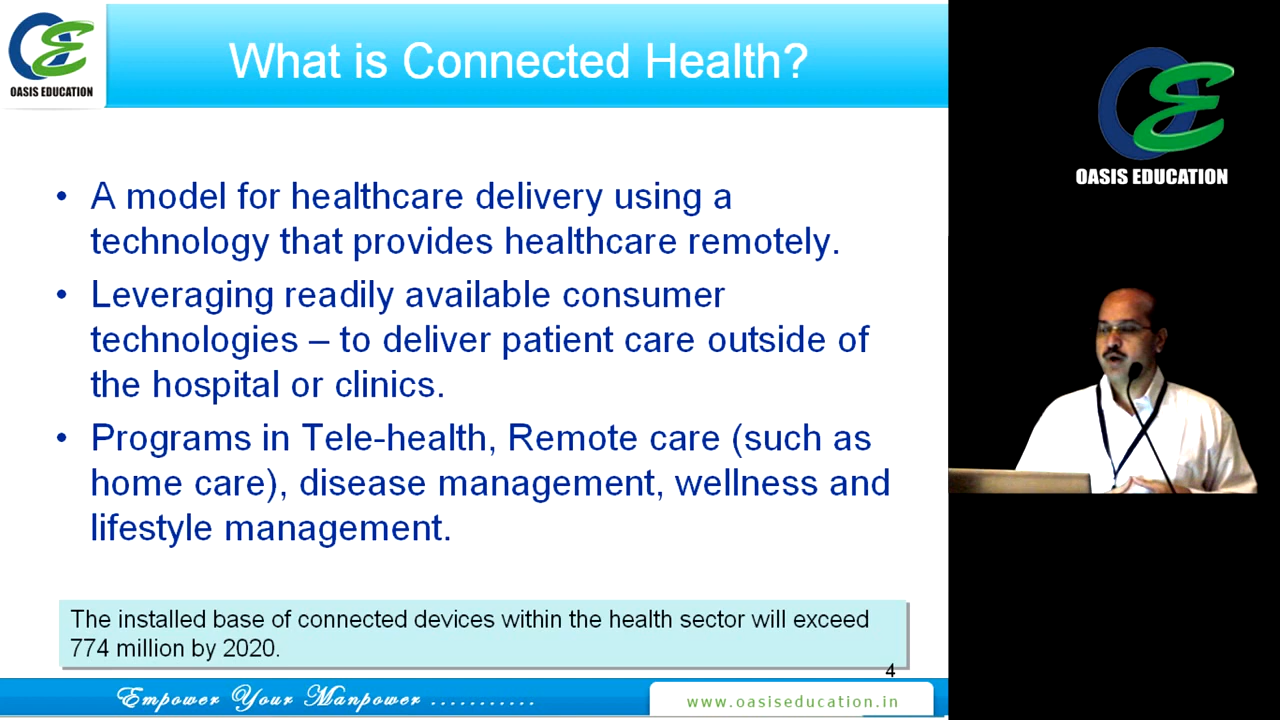 OASIS EDUCATION
What is Connected Health?
OASIS EDUCATION
• A model for healthcare delivery using a
technology that provides healthcare remotely.
• Leveraging readily available consumer
technologies – to deliver patient care outside of
the hospital or clinics.
• Programs in Tele-health, Remote care (such as
home care), disease management, wellness and
lifestyle management.
The installed base of connected devices within the health sector will exceed
774 million by 2020.
4
Empower Your Manpower ...........
www.oasiseducation.in